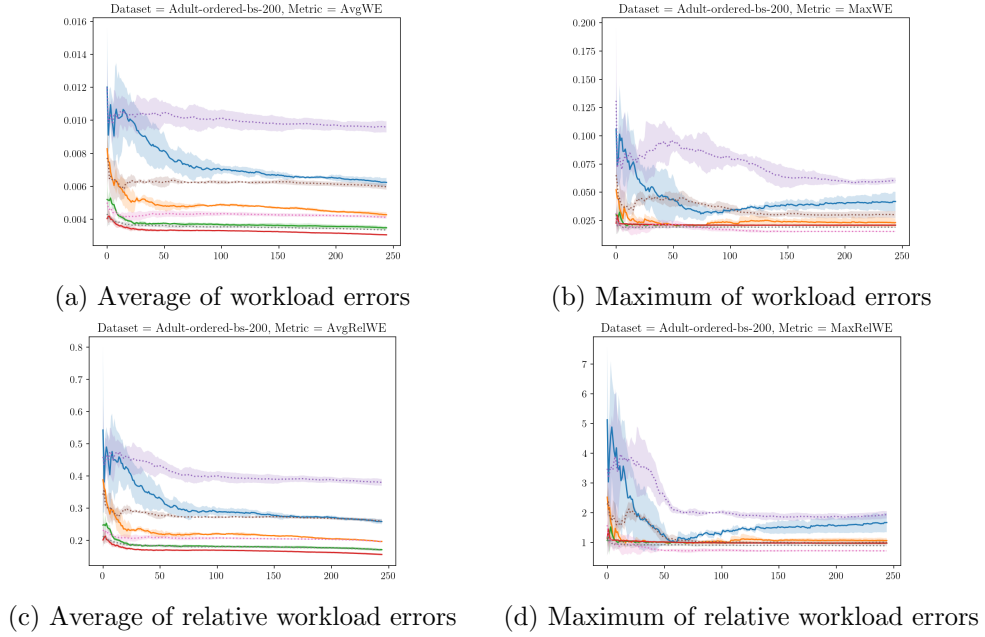 Dataset = Adult-ordered-bs-200, Metric = AvgWE
0.016
0.014
0.012
0.010
0.008
0.006
0.004
0 50 100 150 200 250
(a) Average of workload errors
Dataset = Adult-ordered-bs-200, Metric = MaxWE
0.200
0.175
0.150
0.125
0.100
0.075
0.050
0.025
0 50 100 150 200 250
(b) Maximum of workload errors
Dataset = Adult-ordered-bs-200, Metric = AvgRelWE
0.8
0.7
0.6
0.5
0.4
0.3
0.2
0 50 100 150 200 250
(c) Average of relative workload errors
Dataset = Adult-ordered-bs-200, Metric = MaxRelWE
7
6
5
4
3
2
1
0 50 100 150 200 250
(d) Maximum of relative workload errors